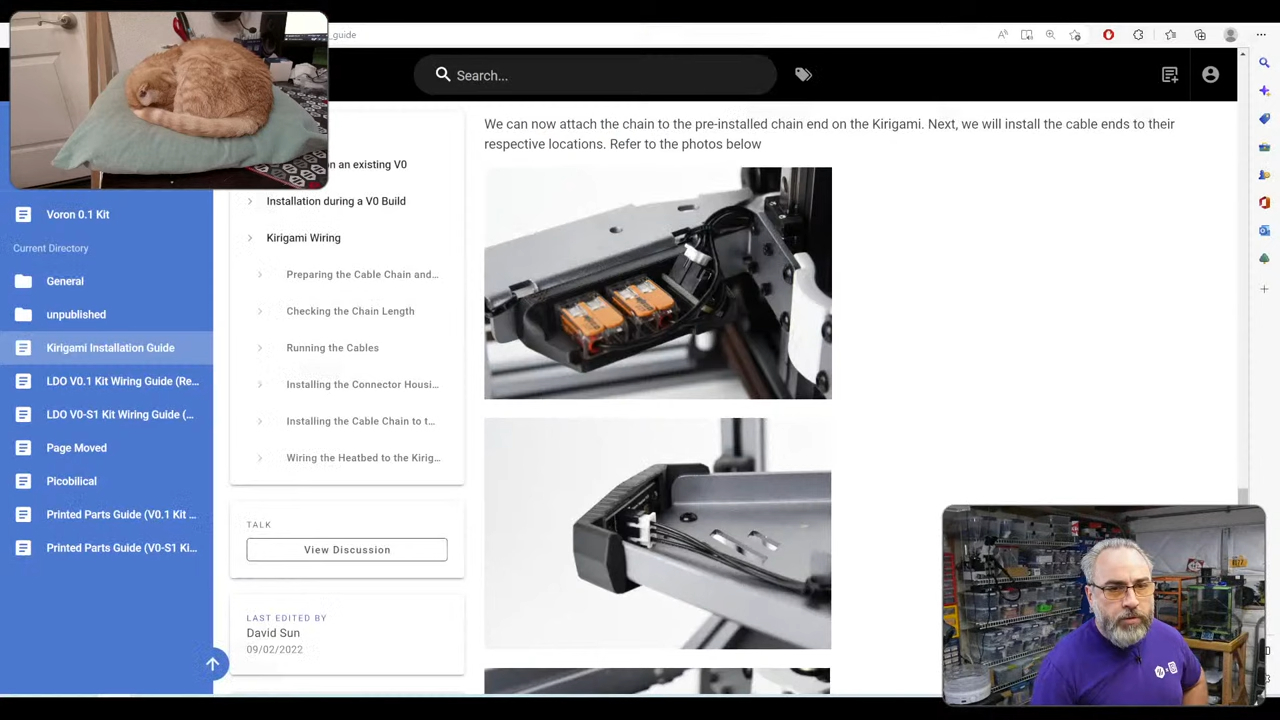 _guide
Search...
We can now attach the chain to the pre-installed chain end on the Kirigami. Next, we will install the cable ends to their
respective locations. Refer to the photos below
on an existing V0
Installation during a V0 Build
Kirigami Wiring
Preparing the Cable Chain and...
Checking the Chain Length
Running the Cables
Installing the Connector Housi...
Installing the Cable Chain to t...
Wiring the Heatbed to the Kirig...
Voron 0.1 Kit
Current Directory
General
unpublished
Kirigami Installation Guide
LDO V0.1 Kit Wiring Guide (Re...
LDO V0-S1 Kit Wiring Guide (...
Page Moved
Picobilical
Printed Parts Guide (V0.1 Kit ...
Printed Parts Guide (V0-S1 Ki...
TALK
View Discussion
LAST EDITED BY
David Sun
09/02/2022